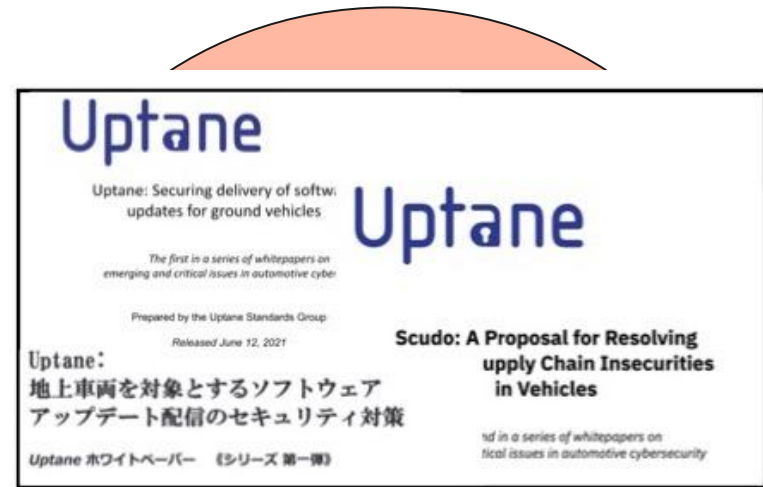 Uptane
Uptane: Securing delivery of softw
updates for ground vehicles
The first in a series of whitepapers on
emerging and critical issues in automotive cybe
Prepared by the Uptane Standards Group
Released June 12, 2021
Uptane:
地上車両を対象とするソフトウェア
アップデート配信のセキュリティ対策
Uptane ホワイトペーパー 《シリーズ 第一弾》
Uptane
Scudo: A Proposal for Resolving
upply Chain Insecurities
in Vehicles
nd in a series of whitepapers on
tical issues in automotive cybersecurity